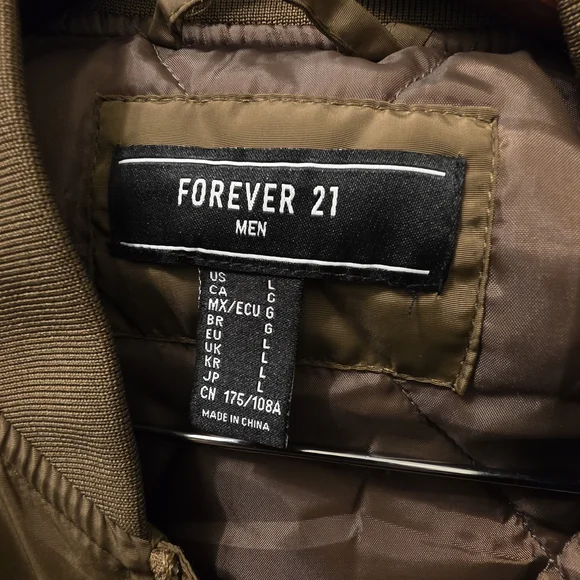 FOREVER 21
MEN
US L
CA G
MX/ECU G
BR G
EU L
UK L
KR L
JP L
CN 175/108A
MADE IN CHINA